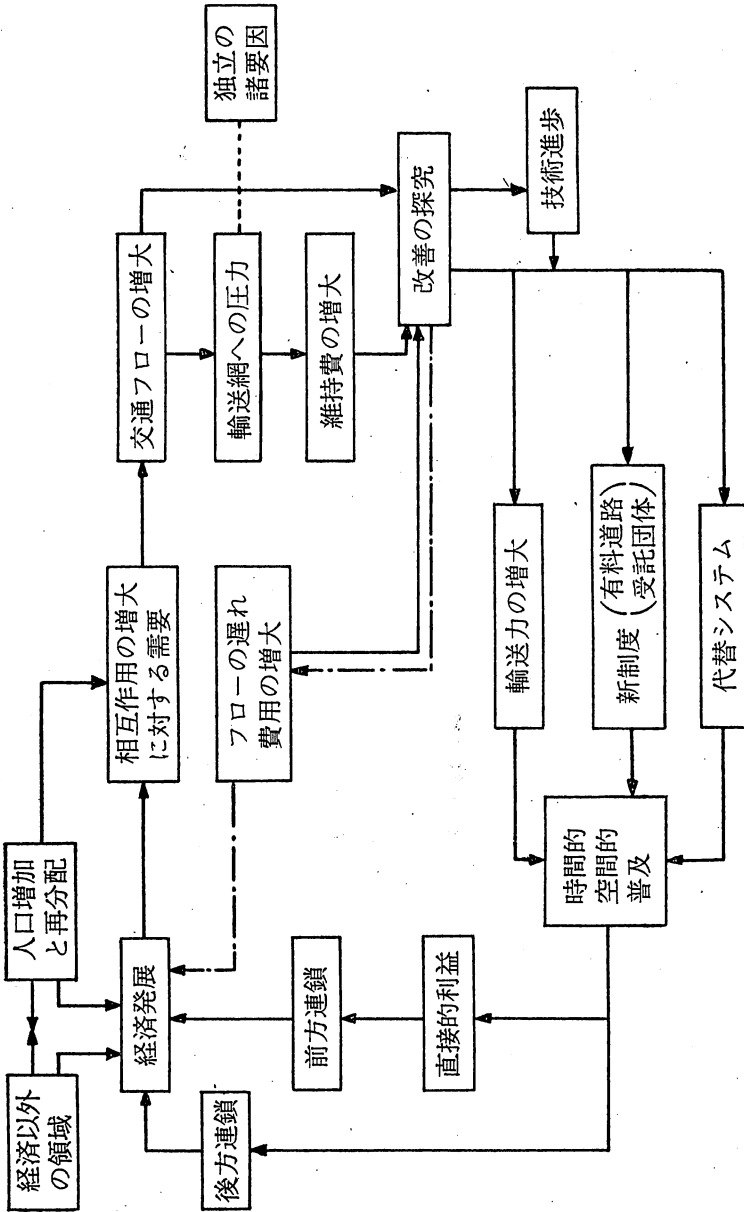 経済以外
の領域
人口増加
と再分配
経済発展
後方連鎖
前方連鎖
直接的利益
相互作用の増大
に対する需要
フローの遅れ
費用の増大
交通フローの増大
輸送網への圧力
維持費の増大
独立の
諸要因
改善の探究
技術進歩
輸送力の増大
新制度(有料道路
受託団体)
代替システム
時間的
空間的
普及